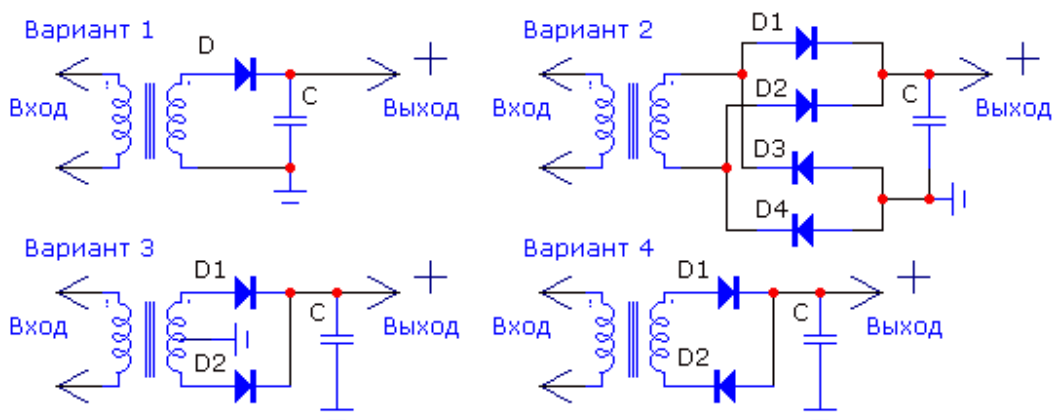 Вариант 1
D
+
C
Вход
Выход
Вариант 2
D1
+
D2
C
Вход
Выход
D3
D4
Вариант 3
D1
+
C
Вход
Выход
D2
Вариант 4
D1
+
C
Вход
Выход
D2